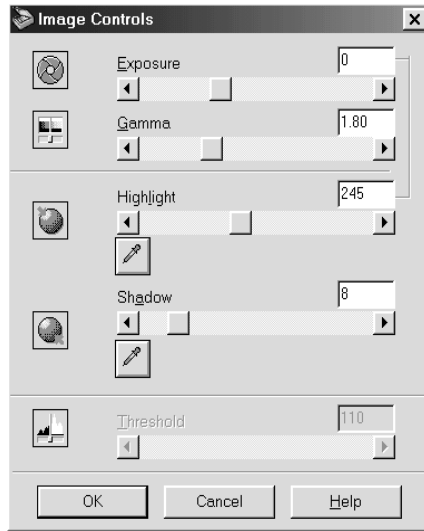 Image Controls
Exposure 0
Gamma 1.80
Highlight 245
Shadow 8
Threshold 110
OK Cancel Help